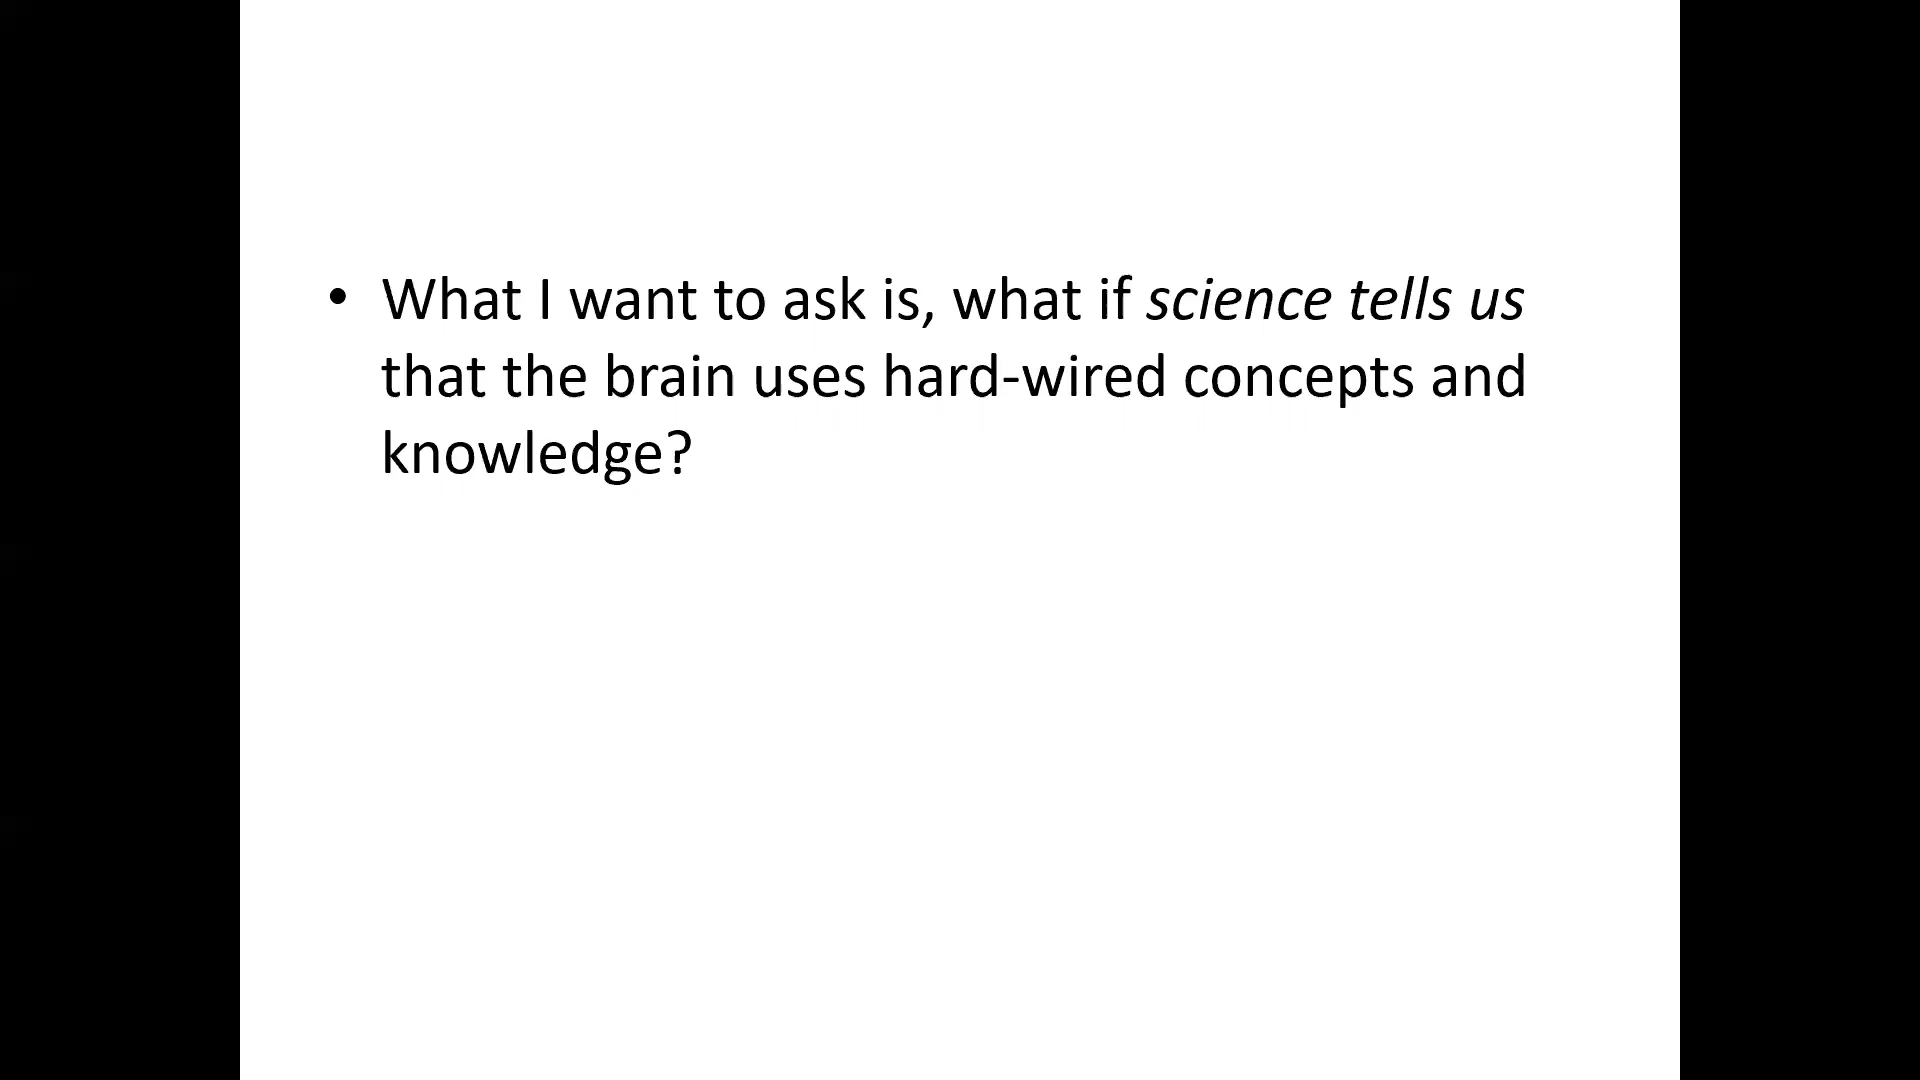 • What I want to ask is, what if science tells us
that the brain uses hard-wired concepts and
knowledge?